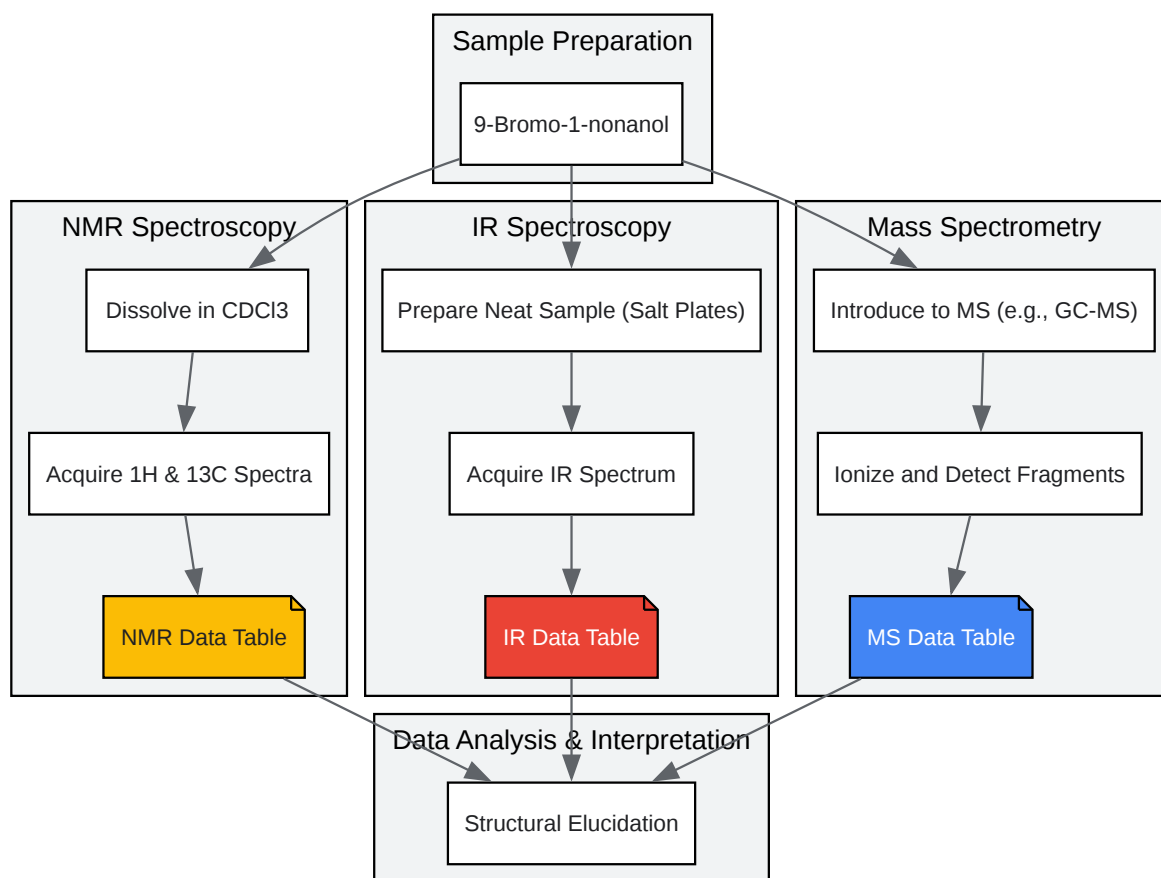 Sample Preparation
9-Bromo-1-nonanol
NMR Spectroscopy
Dissolve in CDCl3
Acquire 1H & 13C Spectra
NMR Data Table
IR Spectroscopy
Prepare Neat Sample (Salt Plates)
Acquire IR Spectrum
IR Data Table
Mass Spectrometry
Introduce to MS (e.g., GC-MS)
Ionize and Detect Fragments
MS Data Table
Data Analysis & Interpretation
Structural Elucidation